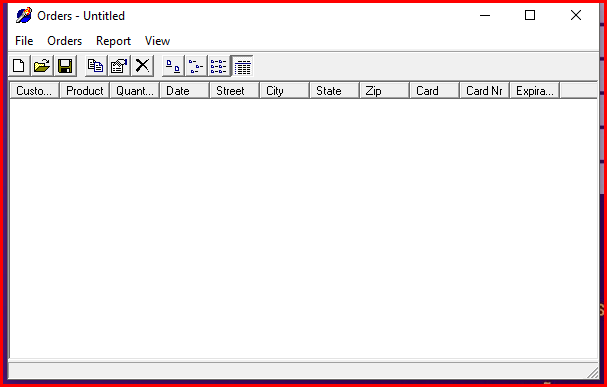 Orders - Untitled
File Orders Report View
Custo... Product Quant... Date Street City State Zip Card Card Nr Expira...